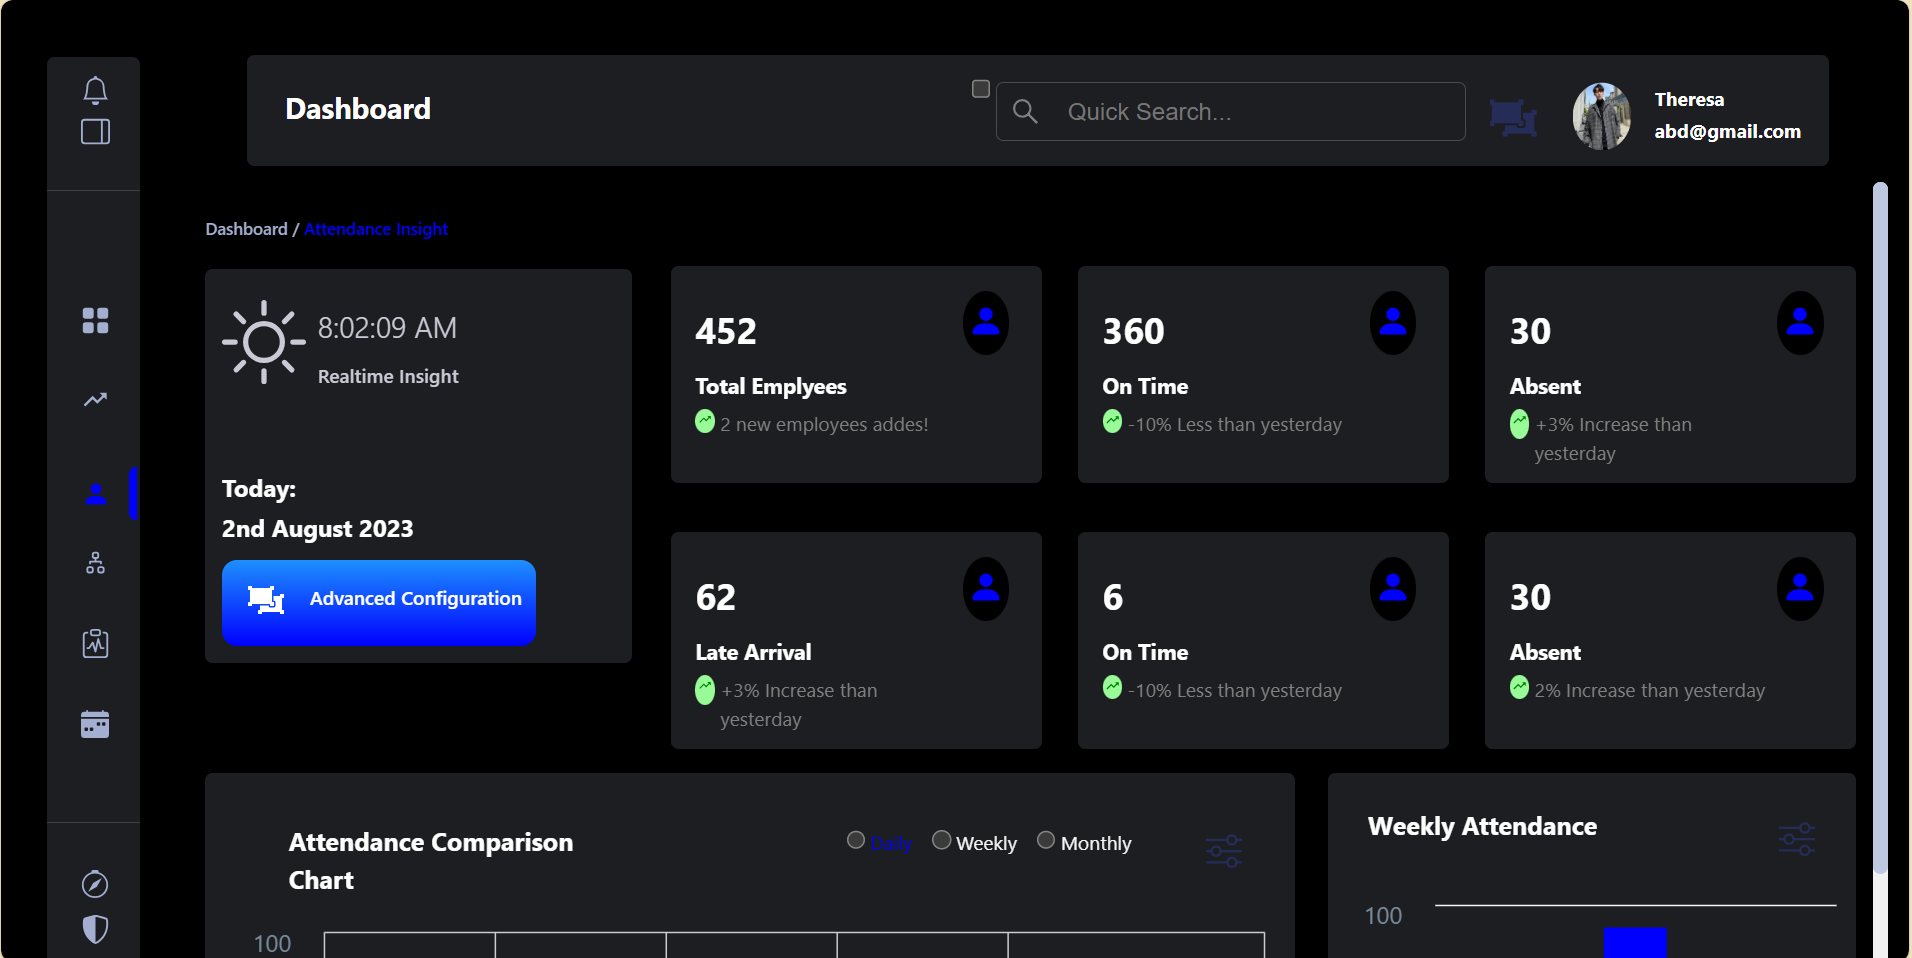 Dashboard
Quick Search...
Theresa
abd@gmail.com
Dashboard / Attendance Insight
8:02:09 AM
Realtime Insight
Today:
2nd August 2023
Advanced Configuration
452
Total Emplyees
2 new employees addes!
360
On Time
-10% Less than yesterday
30
Absent
+3% Increase than
yesterday
62
Late Arrival
+3% Increase than
yesterday
6
On Time
-10% Less than yesterday
30
Absent
2% Increase than yesterday
Attendance Comparison
Chart
Daily Weekly Monthly
100
Weekly Attendance
100